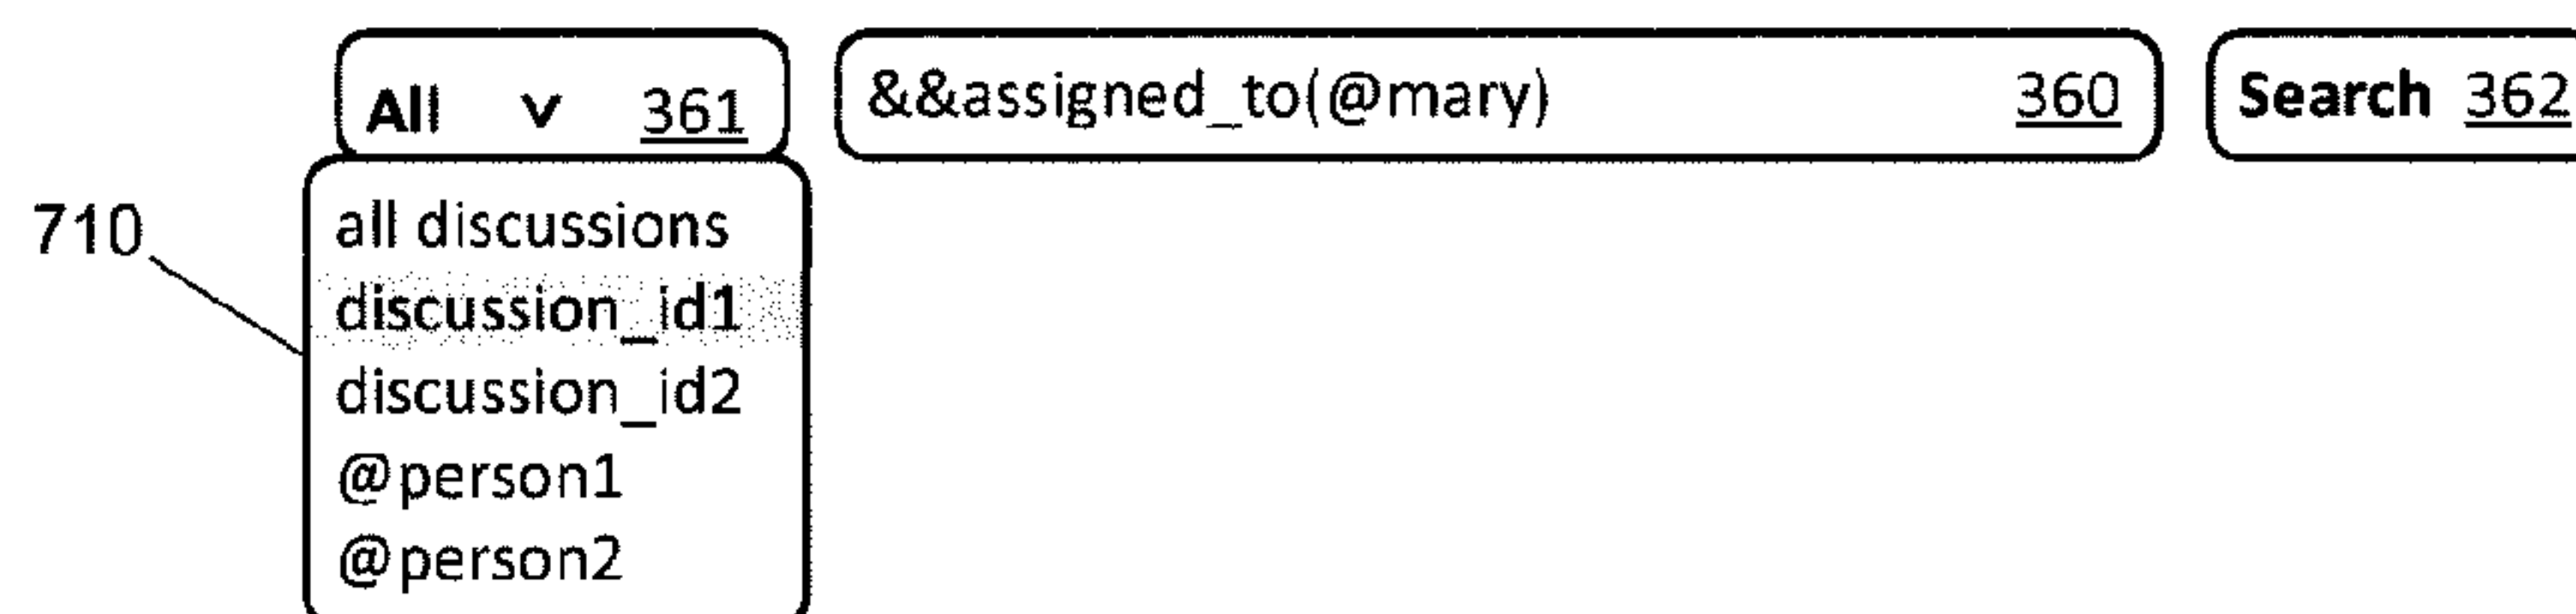 All v 361 &&assigned_to(@mary) 360 Search 362
710
all discussions
discussion_id1
discussion_id2
@person1
@person2